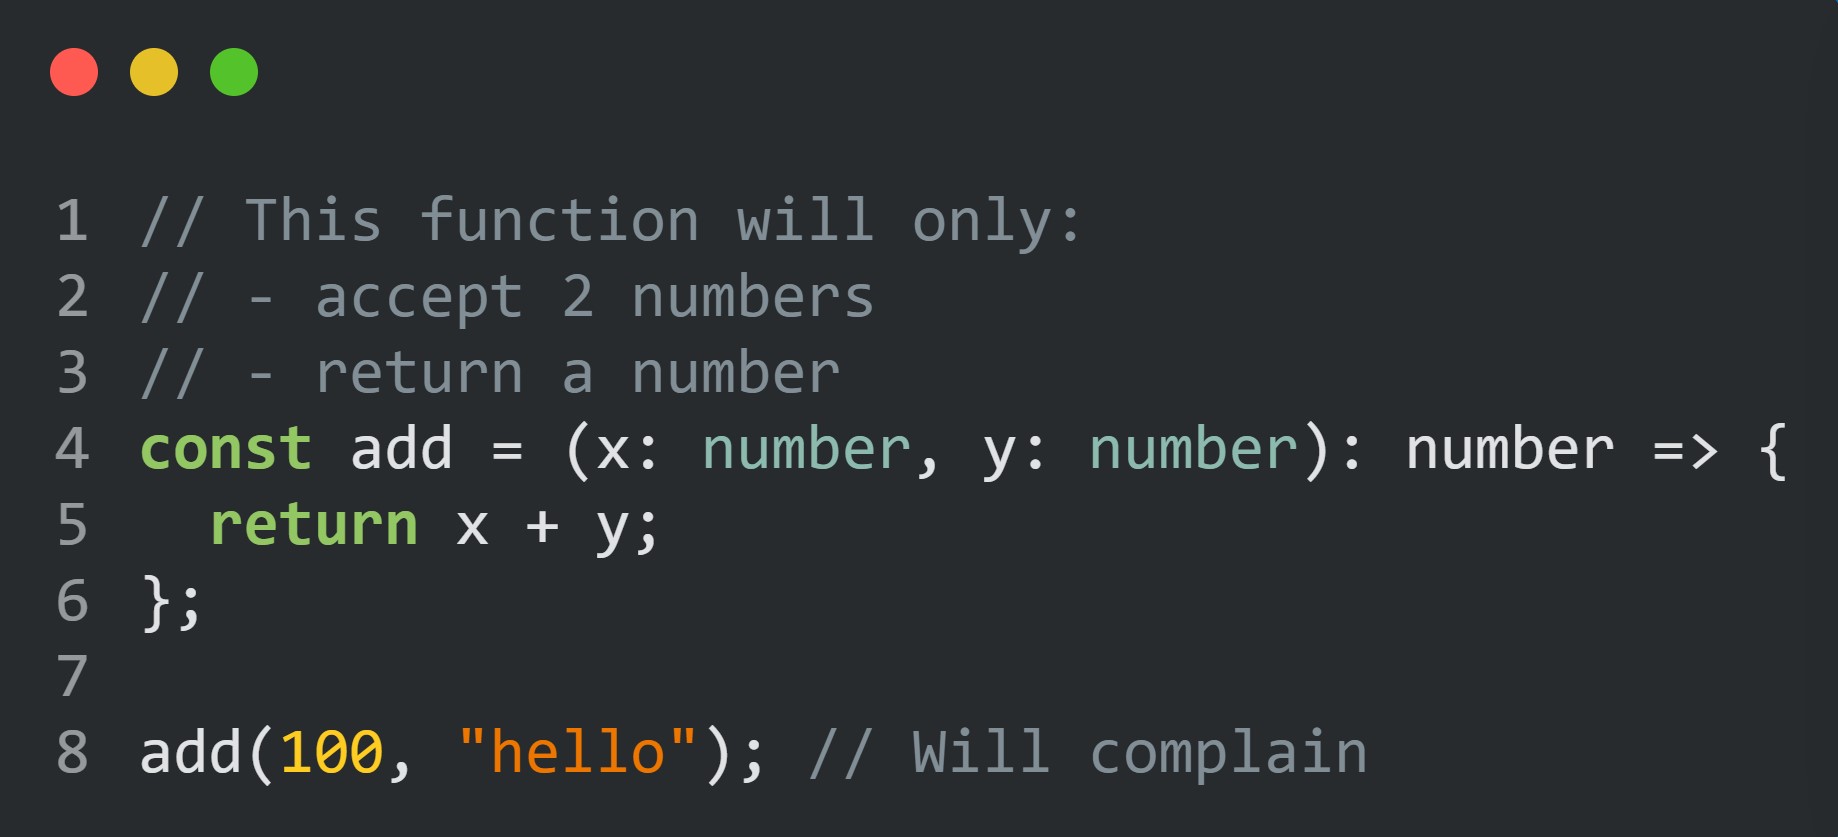 1 // This function will only:
2 // - accept 2 numbers
3 // - return a number
4 const add = (x: number, y: number): number => {
5   return x + y;
6 };
7
8 add(100, "hello"); // Will complain